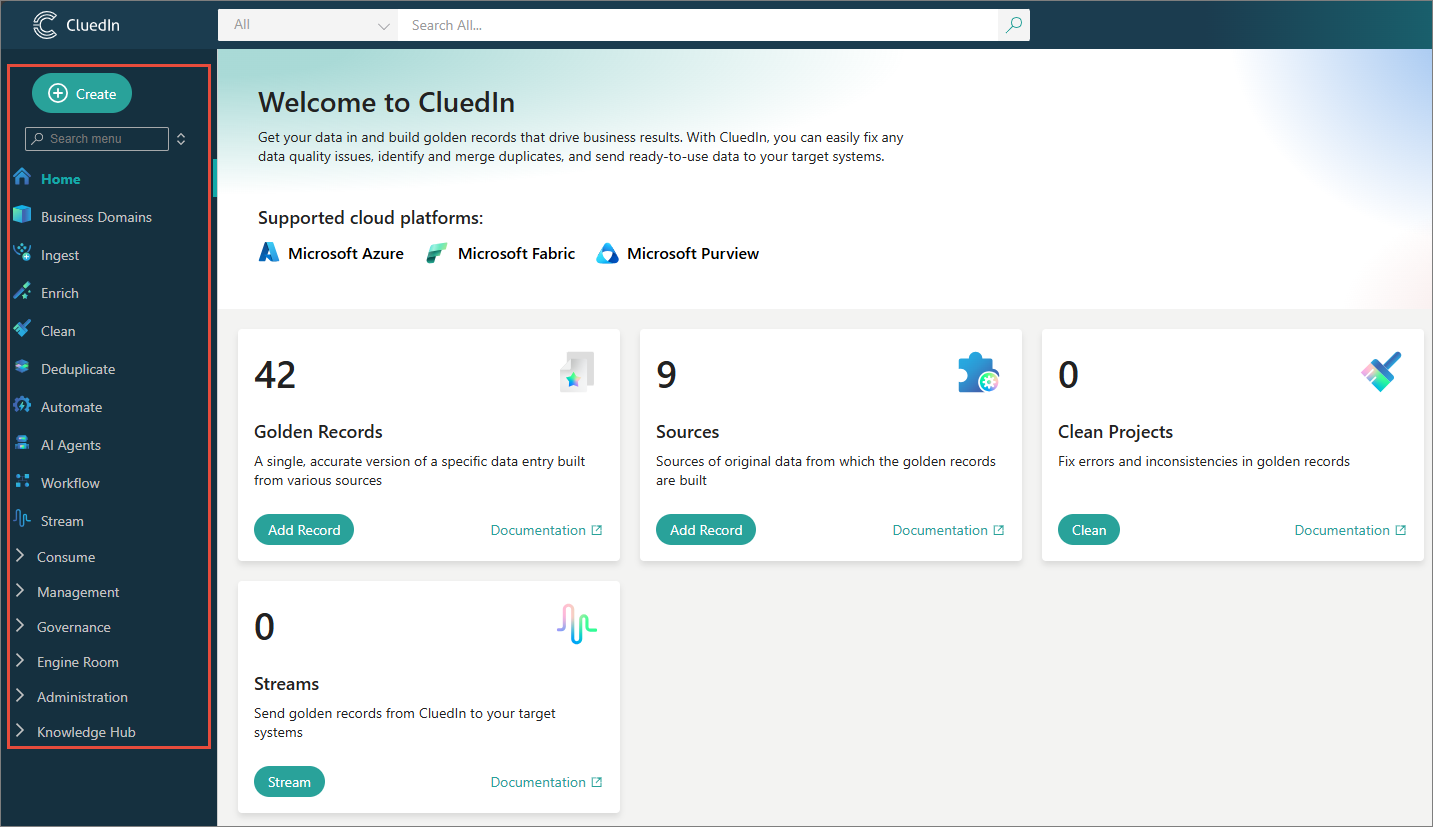 CluedIn
All
Search All...
Create
Search menu
Home
Business Domains
Ingest
Enrich
Clean
Deduplicate
Automate
AI Agents
Workflow
Stream
Consume
Management
Governance
Engine Room
Administration
Knowledge Hub
Welcome to CluedIn
Get your data in and build golden records that drive business results. With CluedIn, you can easily fix any
data quality issues, identify and merge duplicates, and send ready-to-use data to your target systems.
Supported cloud platforms:
Microsoft Azure
Microsoft Fabric
Microsoft Purview
42
Golden Records
A single, accurate version of a specific data entry built
from various sources
Add Record
Documentation
9
Sources
Sources of original data from which the golden records
are built
Add Record
Documentation
0
Clean Projects
Fix errors and inconsistencies in golden records
Clean
Documentation
0
Streams
Send golden records from CluedIn to your target
systems
Stream
Documentation